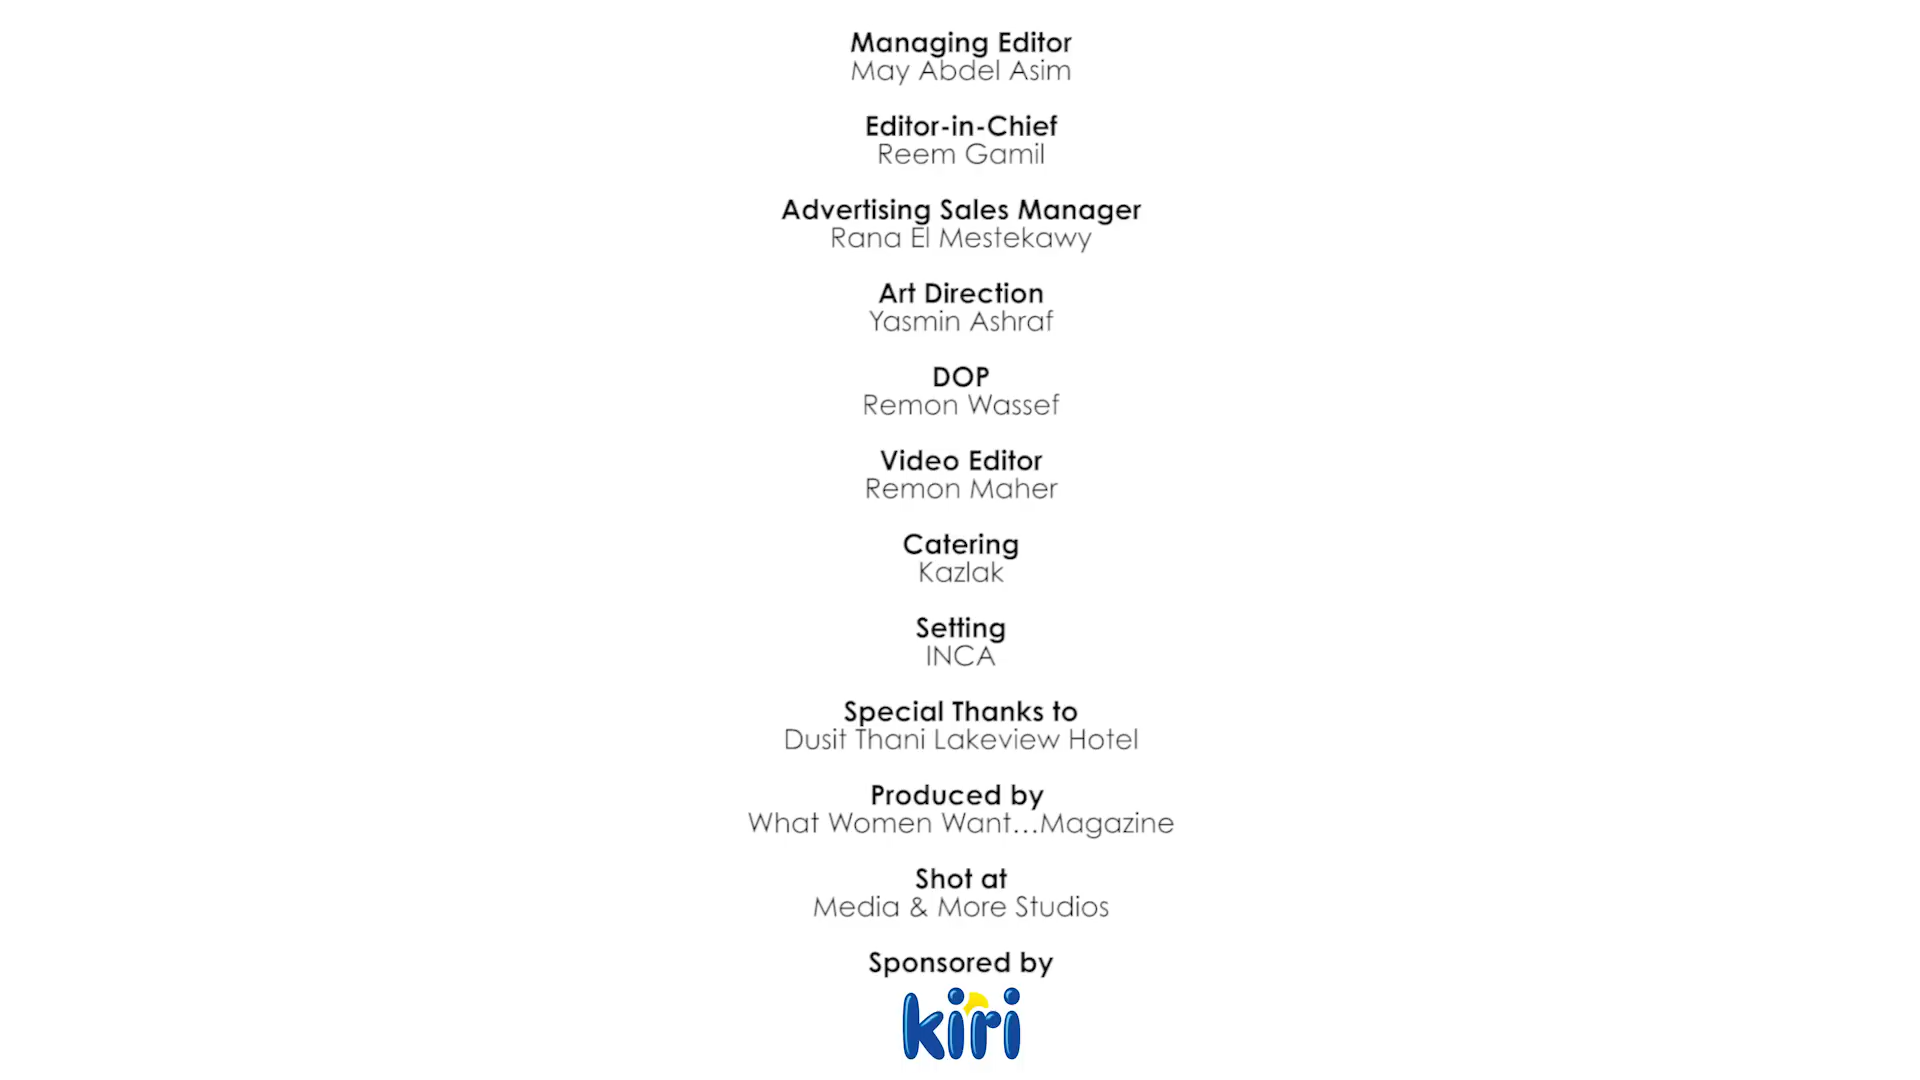 Managing Editor
May Abdel Asim
Editor-in-Chief
Reem Gamil
Advertising Sales Manager
Rana El Mestekawy
Art Direction
Yasmin Ashraf
DOP
Remon Wassef
Video Editor
Remon Maher
Catering
Kazlak
Setting
INCA
Special Thanks to
Dusit Thani Lakeview Hotel
Produced by
What Women Want...Magazine
Shot at
Media & More Studios
Sponsored by
kiri